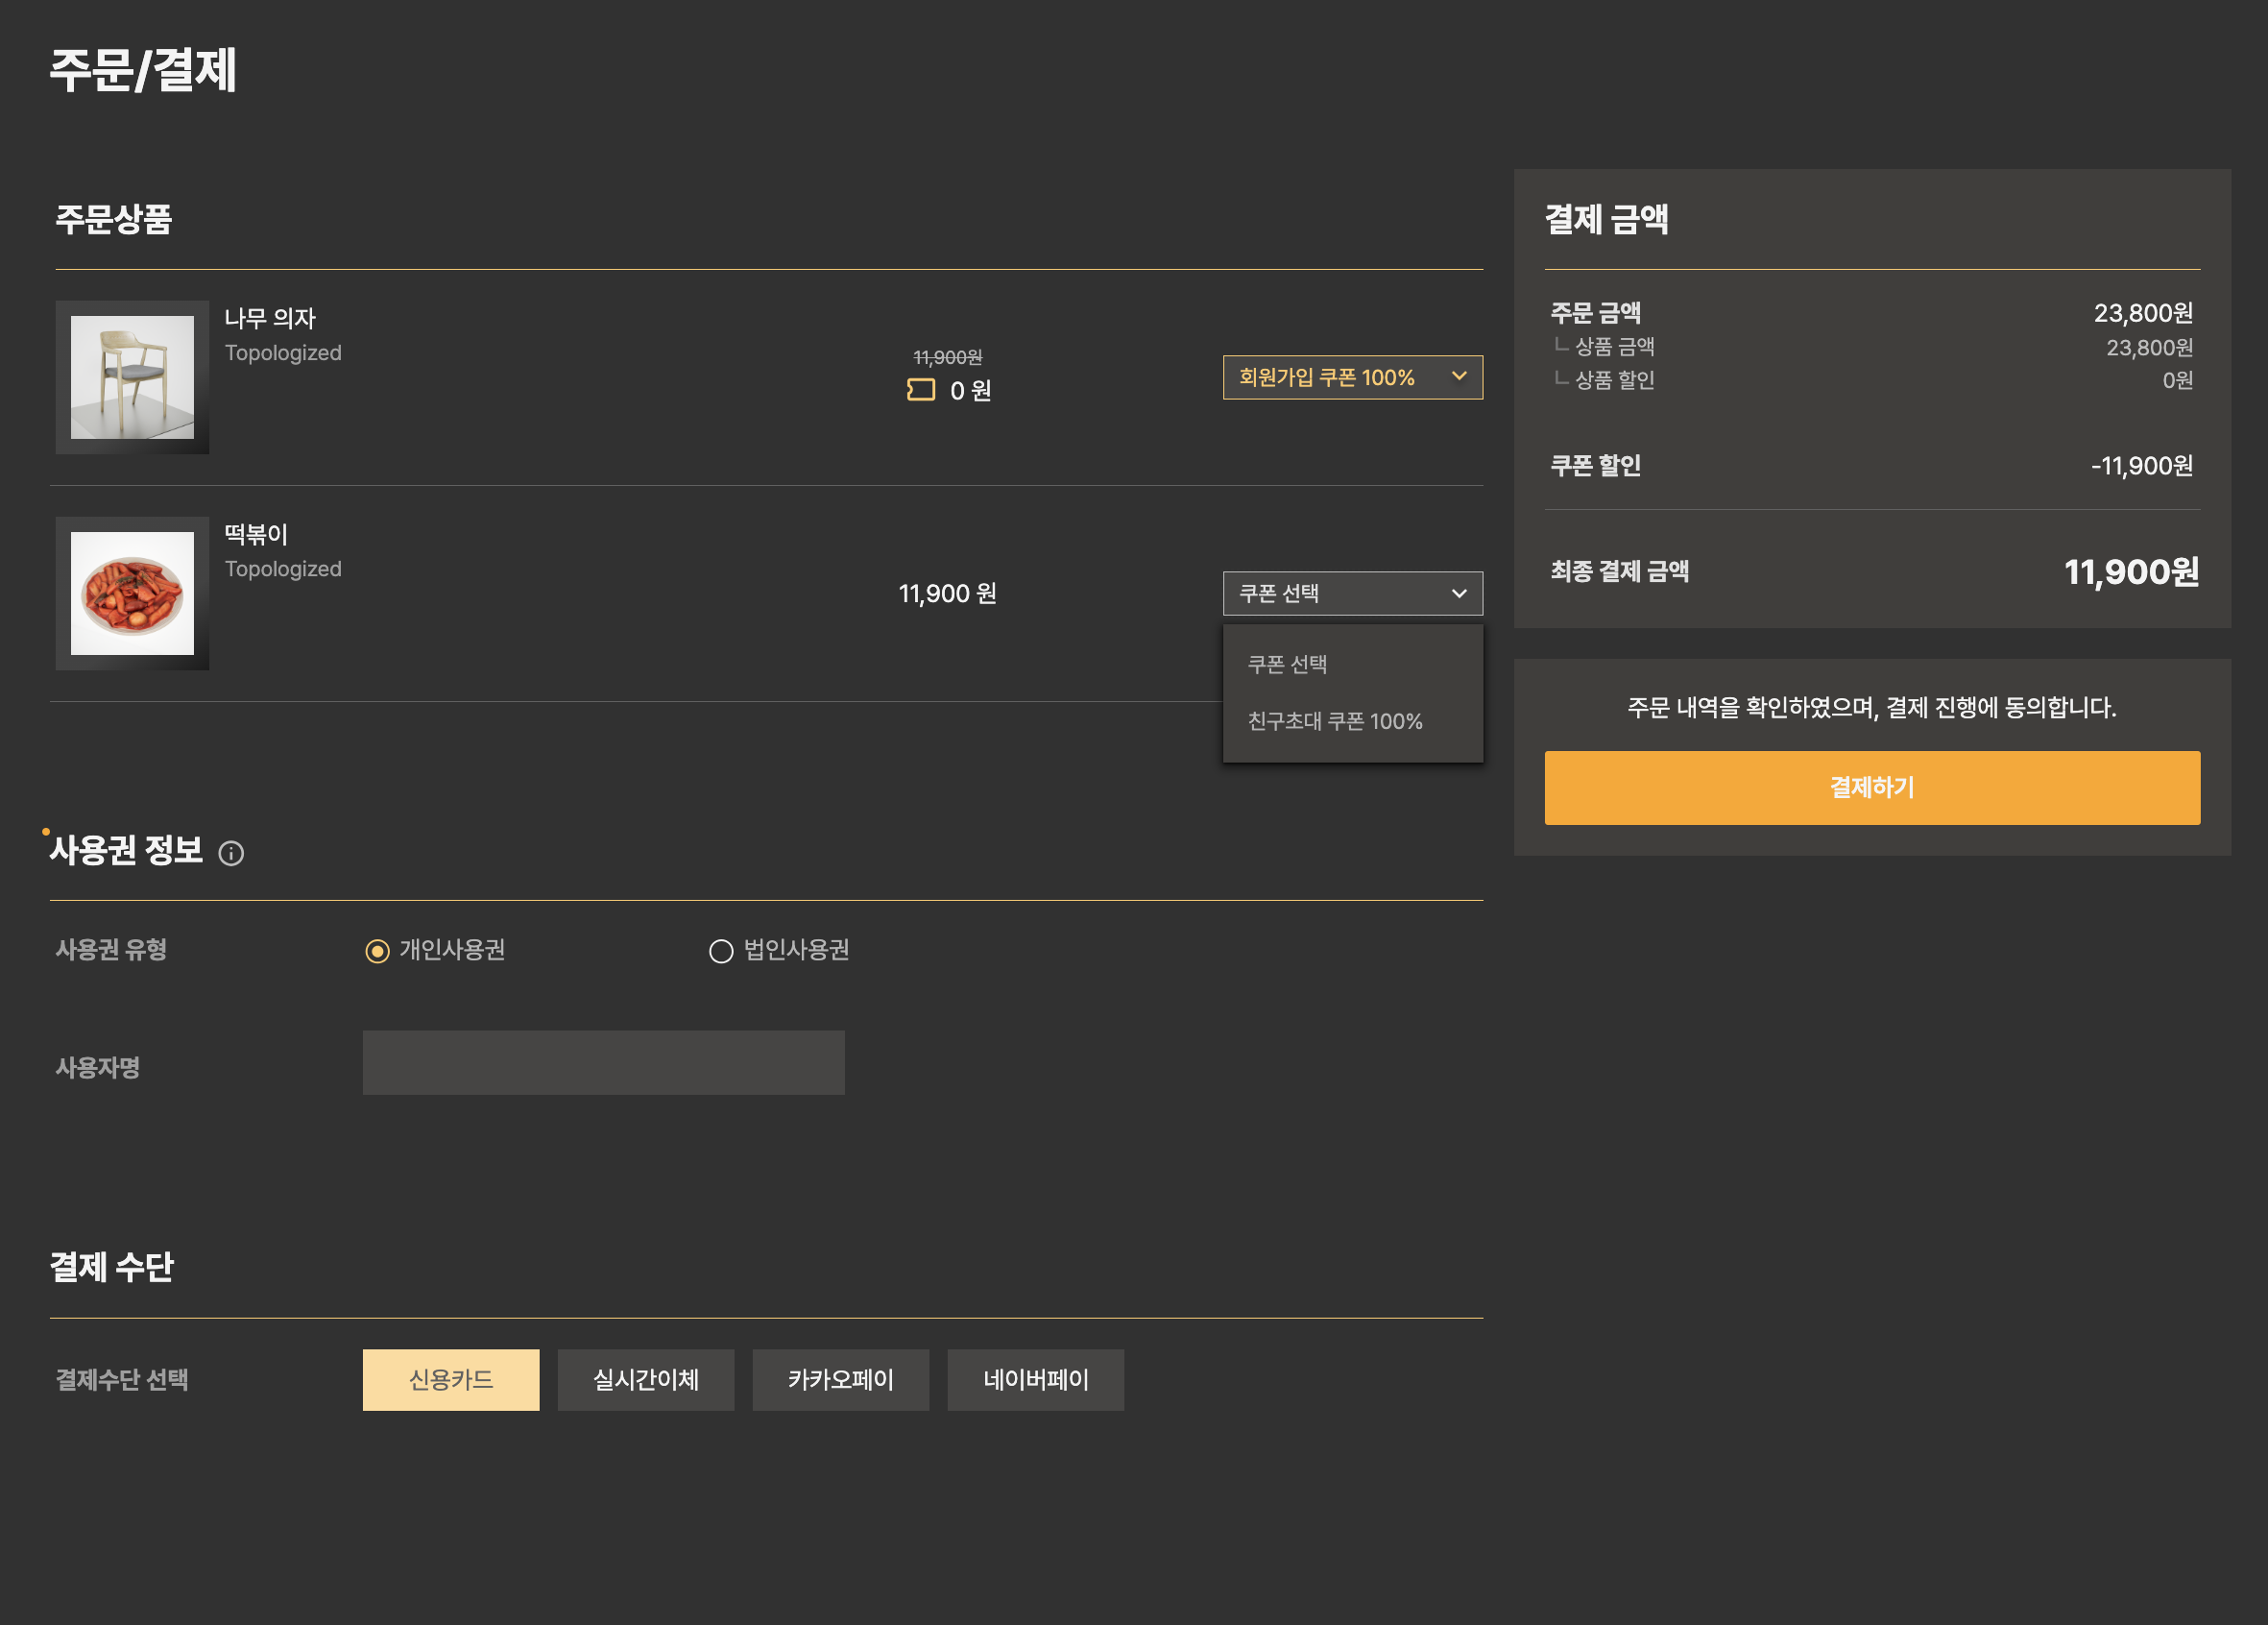 주문/결제
주문상품
나무 의자
Topologized
11,900원
0 원
회원가입 쿠폰 100%
떡볶이
Topologized
11,900 원
쿠폰 선택
쿠폰 선택
친구초대 쿠폰 100%
사용권 정보
사용권 유형
개인사용권
법인사용권
사용자명
결제 수단
결제수단 선택
신용카드
실시간이체
카카오페이
네이버페이
결제 금액
주문 금액 23,800원
상품 금액 23,800원
상품 할인 0원
쿠폰 할인 -11,900원
최종 결제 금액 11,900원
주문 내역을 확인하였으며, 결제 진행에 동의합니다.
결제하기